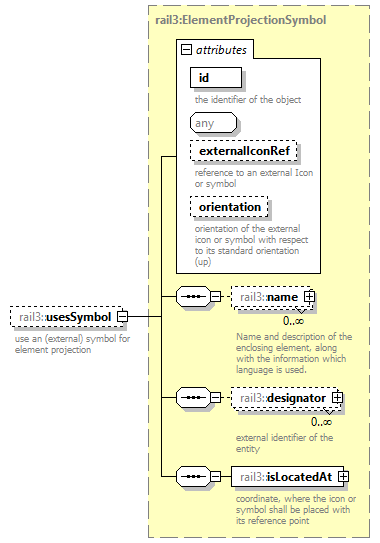 rail3:ElementProjectionSymbol
attributes
id
the identifier of the object
any
externalIconRef
reference to an external Icon
or symbol
orientation
orientation of the external
icon or symbol with respect
to its standard orientation
(up)
rail3::usesSymbol
use an (external) symbol for
element projection
rail3::name
0..∞
Name and description of the
enclosing element, along
with the information which
language is used.
rail3::designator
0..∞
external identifier of the
entity
rail3::isLocatedAt
coordinate, where the icon or
symbol shall be placed with
its reference point